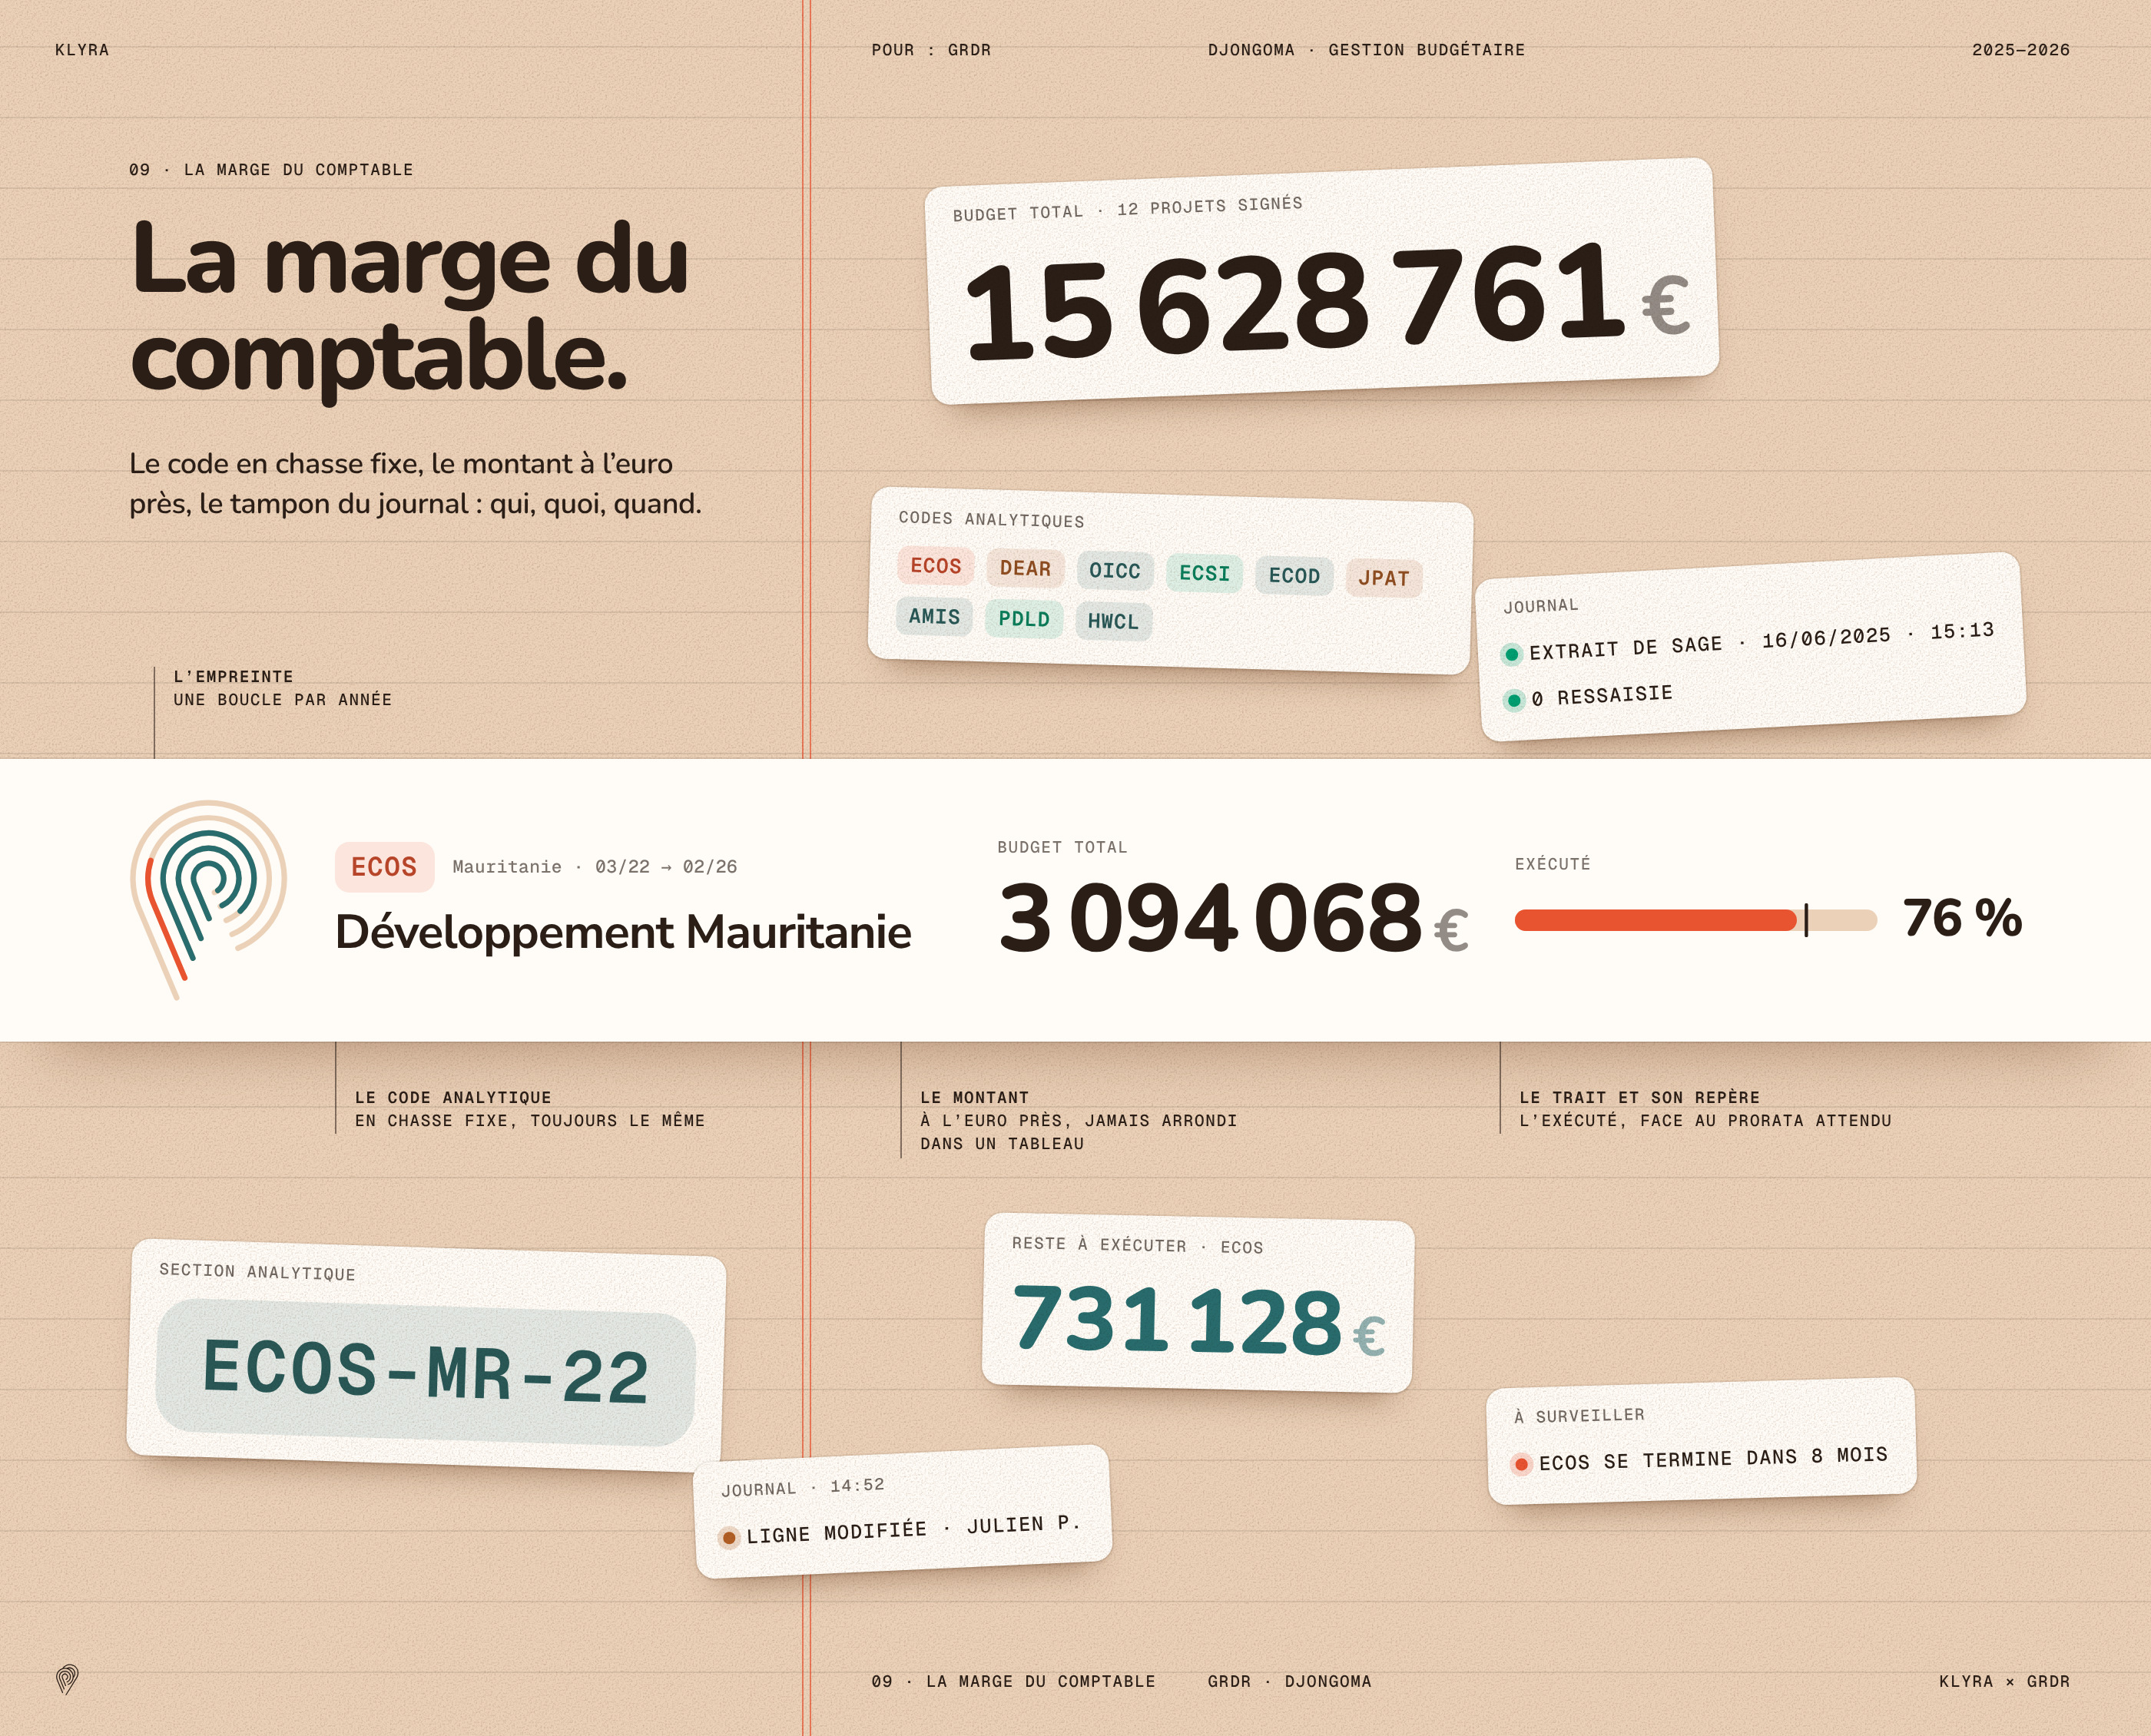 KLYRA
POUR : GRDR
DJONGOMA · GESTION BUDGÉTAIRE
2025–2026
09 · LA MARGE DU COMPTABLE
La marge du
comptable.
Le code en chasse fixe, le montant à l’euro
près, le tampon du journal : qui, quoi, quand.
BUDGET TOTAL · 12 PROJETS SIGNÉS
15 628 761 €
CODES ANALYTIQUES
ECOS DEAR OICC ECSI ECOD JPAT
AMIS PDLD HWCL
JOURNAL
EXTRAIT DE SAGE · 16/06/2025 · 15:13
0 RESSAISIE
L’EMPREINTE
UNE BOUCLE PAR ANNÉE
ECOS Mauritanie · 03/22 → 02/26
Développement Mauritanie
BUDGET TOTAL
3 094 068 €
EXÉCUTÉ
76 %
LE CODE ANALYTIQUE
EN CHASSE FIXE, TOUJOURS LE MÊME
LE MONTANT
À L’EURO PRÈS, JAMAIS ARRONDI
DANS UN TABLEAU
LE TRAIT ET SON REPÈRE
L’EXÉCUTÉ, FACE AU PRORATA ATTENDU
SECTION ANALYTIQUE
ECOS-MR-22
RESTE À EXÉCUTER · ECOS
731 128 €
JOURNAL · 14:52
LIGNE MODIFIÉE · JULIEN P.
À SURVEILLER
ECOS SE TERMINE DANS 8 MOIS
09 · LA MARGE DU COMPTABLE
GRDR · DJONGOMA
KLYRA × GRDR